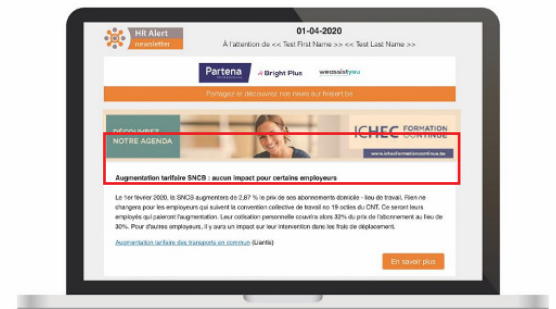 HR Alert
newsletter
01-04-2020
À l'attention de << Test First Name >> << Test Last Name >>
Partena
Bright Plus
weassistyou
Partagez et découvrez nos news sur hralert.be
DÉCOUVREZ
NOTRE AGENDA
ICHEC FORMATION
CONTINUE
www.ichecformationcontinue.be
Augmentation tarifaire SNCB : aucun impact pour certains employeurs
Le 1er février 2020, la SNCB augmentera de 2,87 % le prix de ses abonnements domicile - lieu de travail. Rien ne
changera pour les employeurs qui suivent la convention collective de travail no 19 octies du CNT. Ce seront leurs
employés qui paieront l'augmentation. Leur cotisation personnelle couvrira alors 32% du prix de l'abonnement au lieu de
30%. Pour d'autres employeurs, il y aura un impact sur leur intervention dans les frais de déplacement.
Augmentation tarifaire des transports en commun (Liantis)
En savoir plus